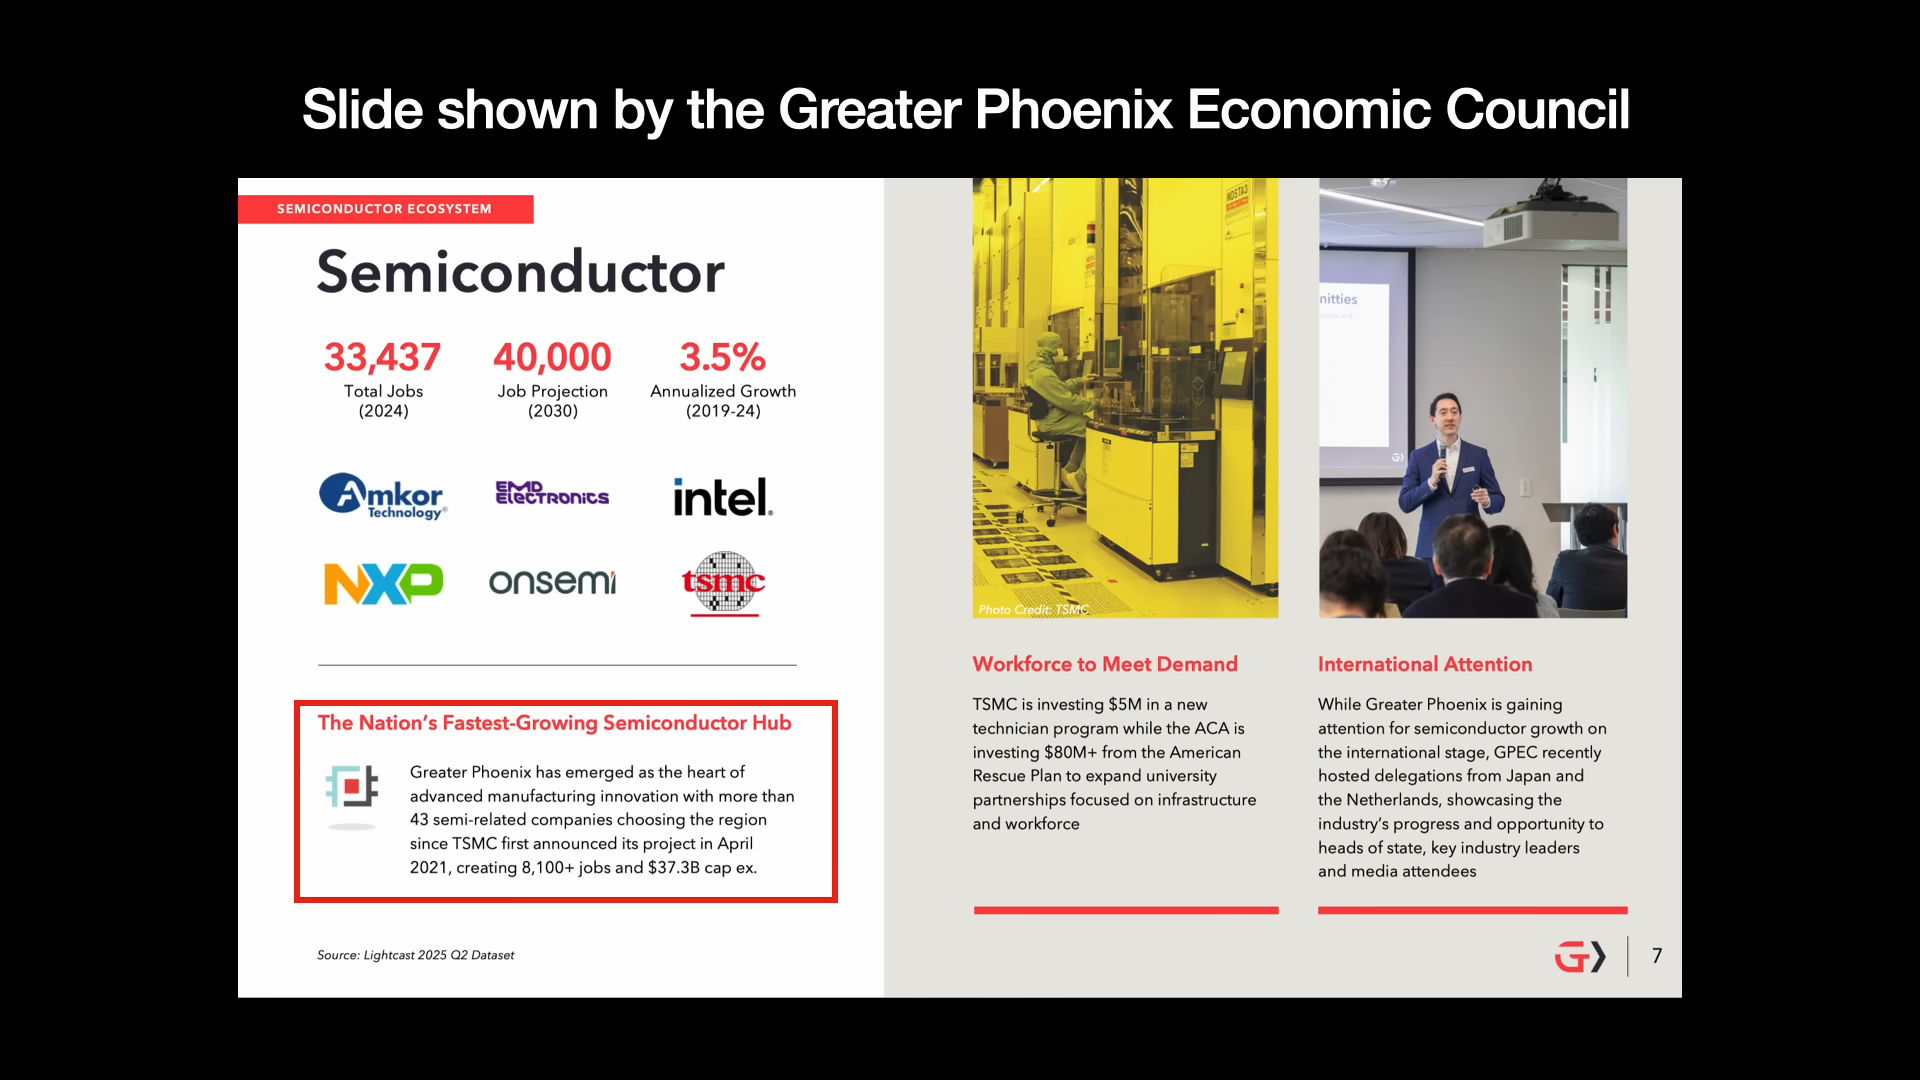 Slide shown by the Greater Phoenix Economic Council
SEMICONDUCTOR ECOSYSTEM
Semiconductor
33,437
Total Jobs
(2024)
40,000
Job Projection
(2030)
3.5%
Annualized Growth
(2019-24)
Amkor
Technology®
EMD
ELECTRONICS
intel®
NXP
onsemi
tsmc
The Nation's Fastest-Growing Semiconductor Hub
Greater Phoenix has emerged as the heart of
advanced manufacturing innovation with more than
43 semi-related companies choosing the region
since TSMC first announced its project in April
2021, creating 8,100+ jobs and $37.3B cap ex.
Source: Lightcast 2025 Q2 Dataset
NDSTA3
Photo Credit: TSMC
Workforce to Meet Demand
TSMC is investing $5M in a new
technician program while the ACA is
investing $80M+ from the American
Rescue Plan to expand university
partnerships focused on infrastructure
and workforce
nitties
International Attention
While Greater Phoenix is gaining
attention for semiconductor growth on
the international stage, GPEC recently
hosted delegations from Japan and
the Netherlands, showcasing the
industry's progress and opportunity to
heads of state, key industry leaders
and media attendees
7